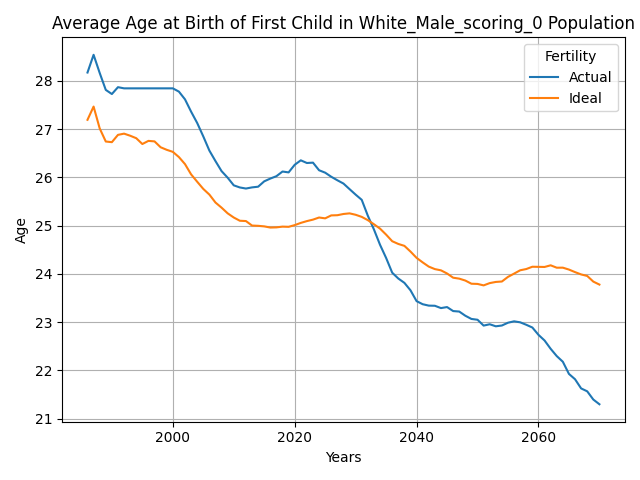 Average Age at Birth of First Child in White_Male_scoring_0 Population
Fertility
Actual
Ideal
Age
28
27
26
25
24
23
22
21
2000
2020
2040
2060
Years